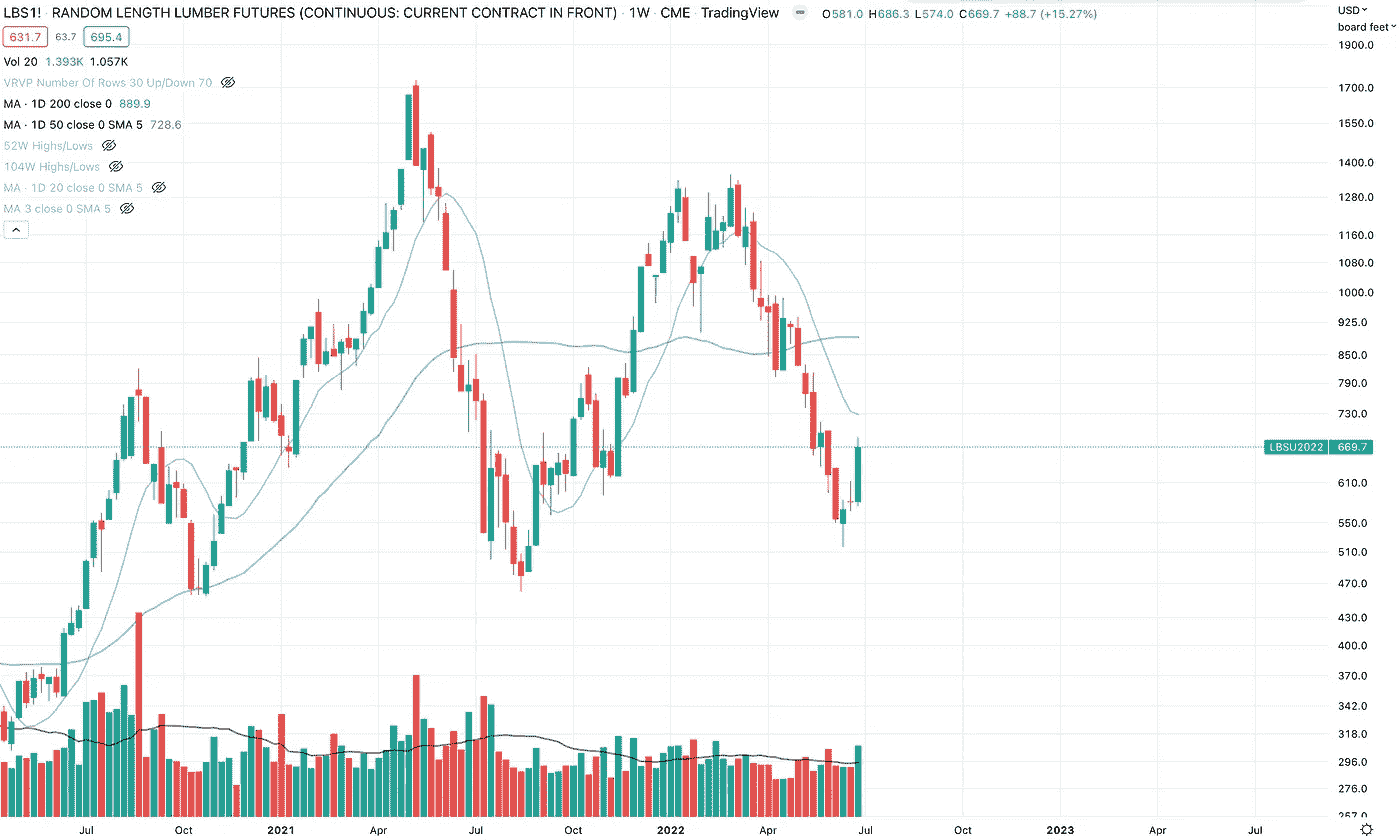 LBS1! · RANDOM LENGTH LUMBER FUTURES (CONTINUOUS: CURRENT CONTRACT IN FRONT) · 1W · CME · TradingView O581.0 H686.3 L574.0 C669.7 +88.7 (+15.27%)
631.7 63.7 695.4
Vol 20 1.393K 1.057K
VRVP Number Of Rows 30 Up/Down 70
MA · 1D 200 close 0 889.9
MA · 1D 50 close 0 SMA 5 728.6
52W Highs/Lows
104W Highs/Lows
MA · 1D 20 close 0 SMA 5
MA 3 close 0 SMA 5
USD
board feet
1900.0
1700.0
1550.0
1400.0
1280.0
1160.0
1080.0
1000.0
925.0
850.0
790.0
730.0
LBSU2022 669.7
610.0
550.0
510.0
470.0
430.0
400.0
370.0
342.0
318.0
296.0
276.0
257.0
Jul Oct 2021 Apr Jul Oct 2022 Apr Jul Oct 2023 Apr Jul